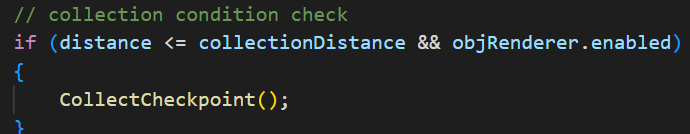 // collection condition check
if (distance <= collectionDistance && objRenderer.enabled)
{
    CollectCheckpoint();
}